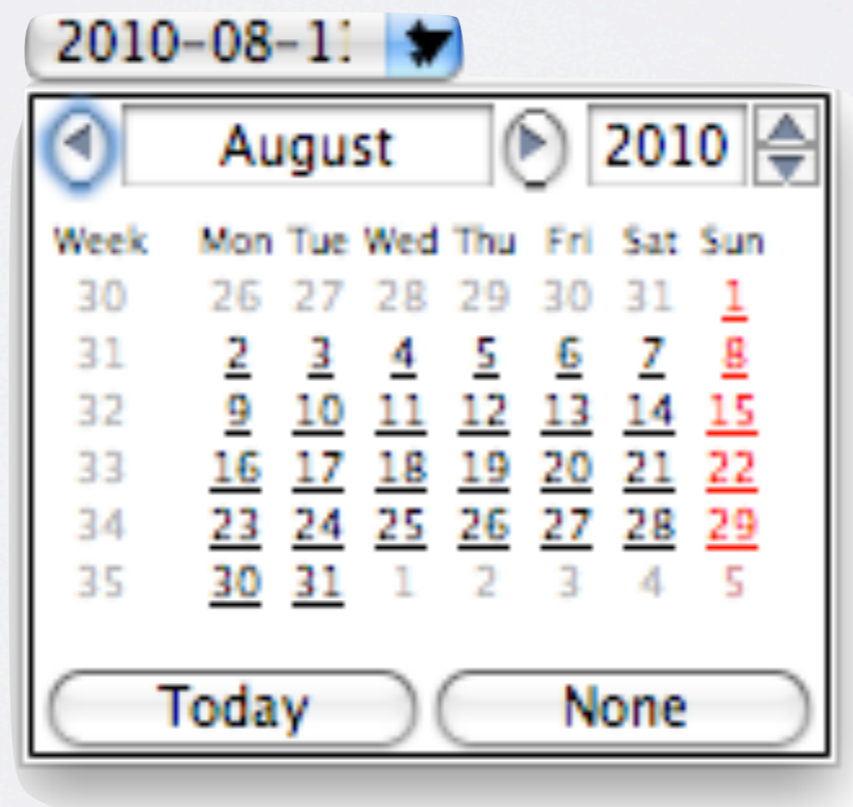 2010-08-1
August 2010
Week Mon Tue Wed Thu Fri Sat Sun
30 26 27 28 29 30 31 1
31 2 3 4 5 6 7 8
32 9 10 11 12 13 14 15
33 16 17 18 19 20 21 22
34 23 24 25 26 27 28 29
35 30 31 1 2 3 4 5
Today None